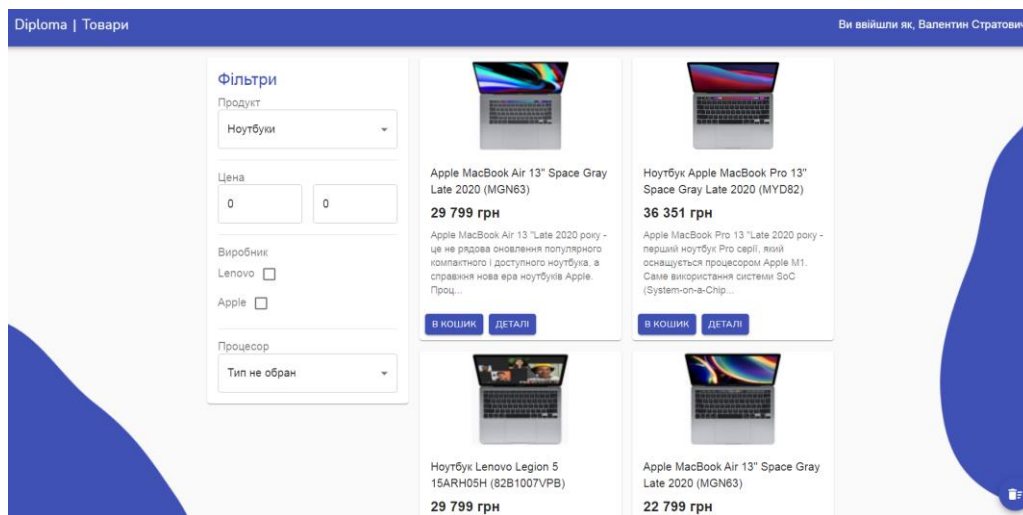 Diploma | Товари
Ви ввійшли як, Валентин Стратович
Фільтри
Продукт
Ноутбуки
Цена
0
0
Виробник
Lenovo
Apple
Процесор
Тип не обран
Apple MacBook Air 13" Space Gray
Late 2020 (MGN63)
29 799 грн
Apple MacBook Air 13 "Late 2020 року -
це не рядова оновлення популярного
компактного і доступного ноутбука, а
справжня нова ера ноутбуків Apple.
Проц...
В КОШИК
ДЕТАЛІ
Ноутбук Apple MacBook Pro 13"
Space Gray Late 2020 (MYD82)
36 351 грн
Apple MacBook Pro 13 "Late 2020 року -
перший ноутбук Pro серії, який
оснащується процесором Apple M1.
Саме використання системи SoC
(System-on-a-Chip...
В КОШИК
ДЕТАЛІ
Ноутбук Lenovo Legion 5
15ARH05H (82B1007VPB)
29 799 грн
Apple MacBook Air 13" Space Gray
Late 2020 (MGN63)
22 799 грн